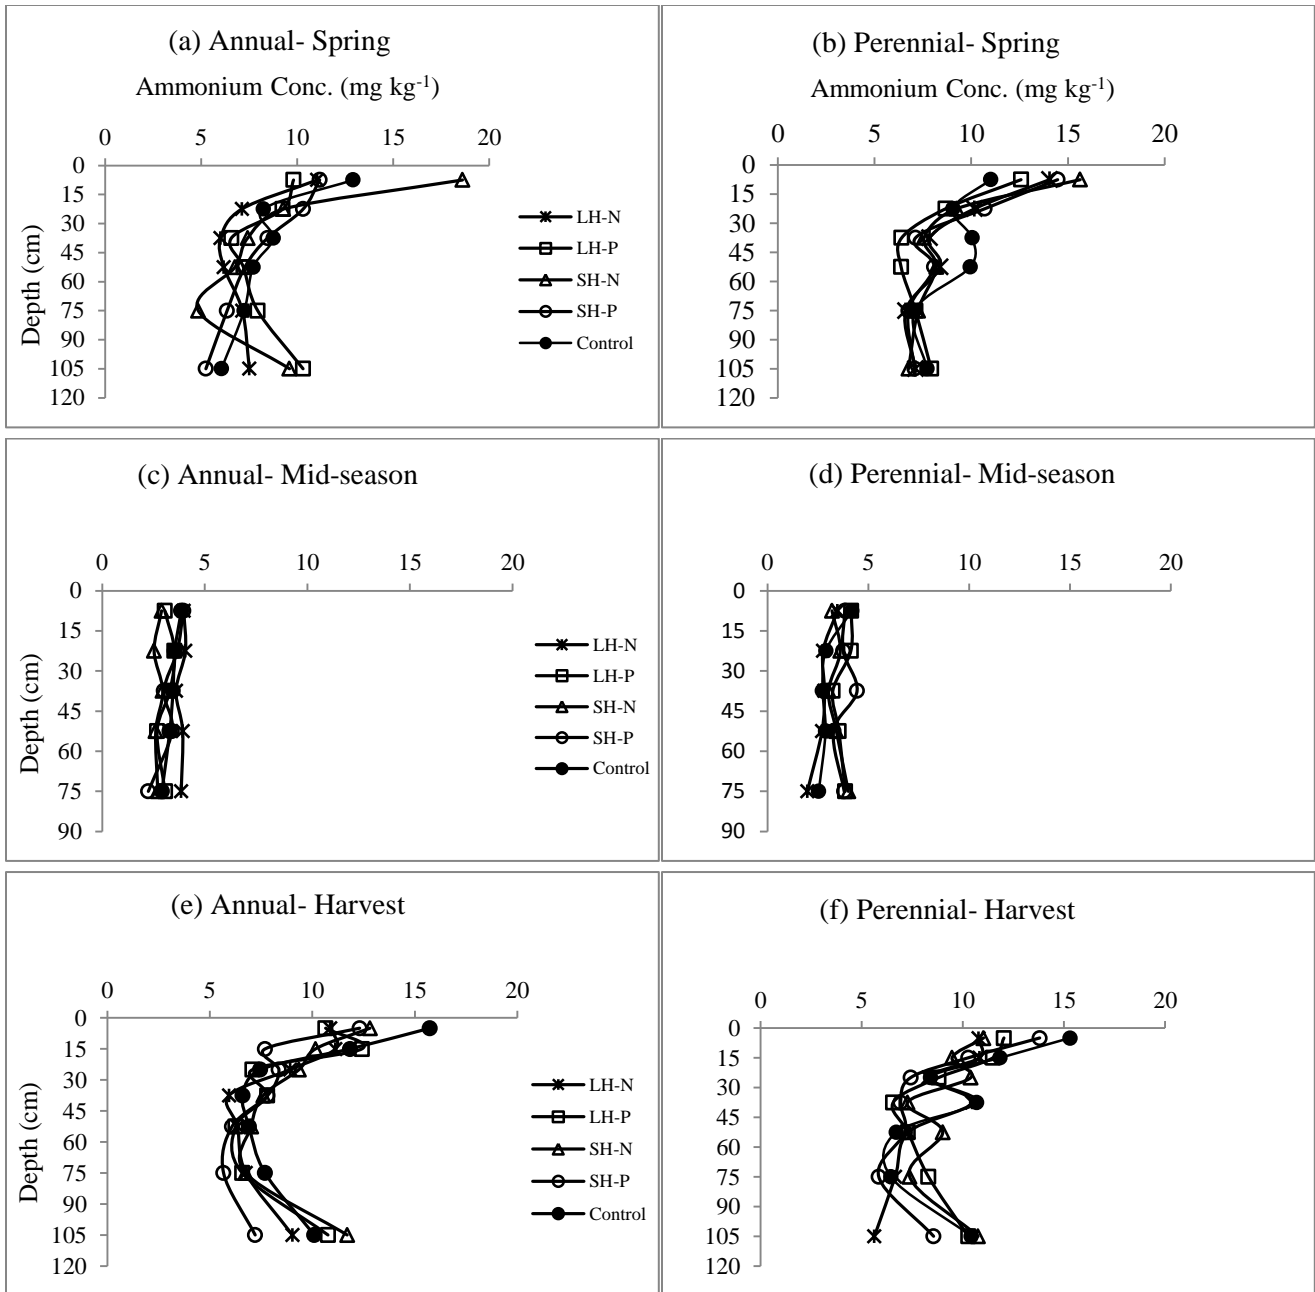 (a) Annual- Spring
Ammonium Conc. (mg kg-1)
0 5 10 15 20
0
15
30
45
60
75
90
105
120
Depth (cm)
LH-N
LH-P
SH-N
SH-P
Control
(b) Perennial- Spring
Ammonium Conc. (mg kg-1)
0 5 10 15 20
0
15
30
45
60
75
90
105
120
(c) Annual- Mid-season
0 5 10 15 20
0
15
30
45
60
75
90
Depth (cm)
LH-N
LH-P
SH-N
SH-P
Control
(d) Perennial- Mid-season
0 5 10 15 20
0
15
30
45
60
75
90
(e) Annual- Harvest
0 5 10 15 20
0
15
30
45
60
75
90
105
120
Depth (cm)
LH-N
LH-P
SH-N
SH-P
Control
(f) Perennial- Harvest
0 5 10 15 20
0
15
30
45
60
75
90
105
120